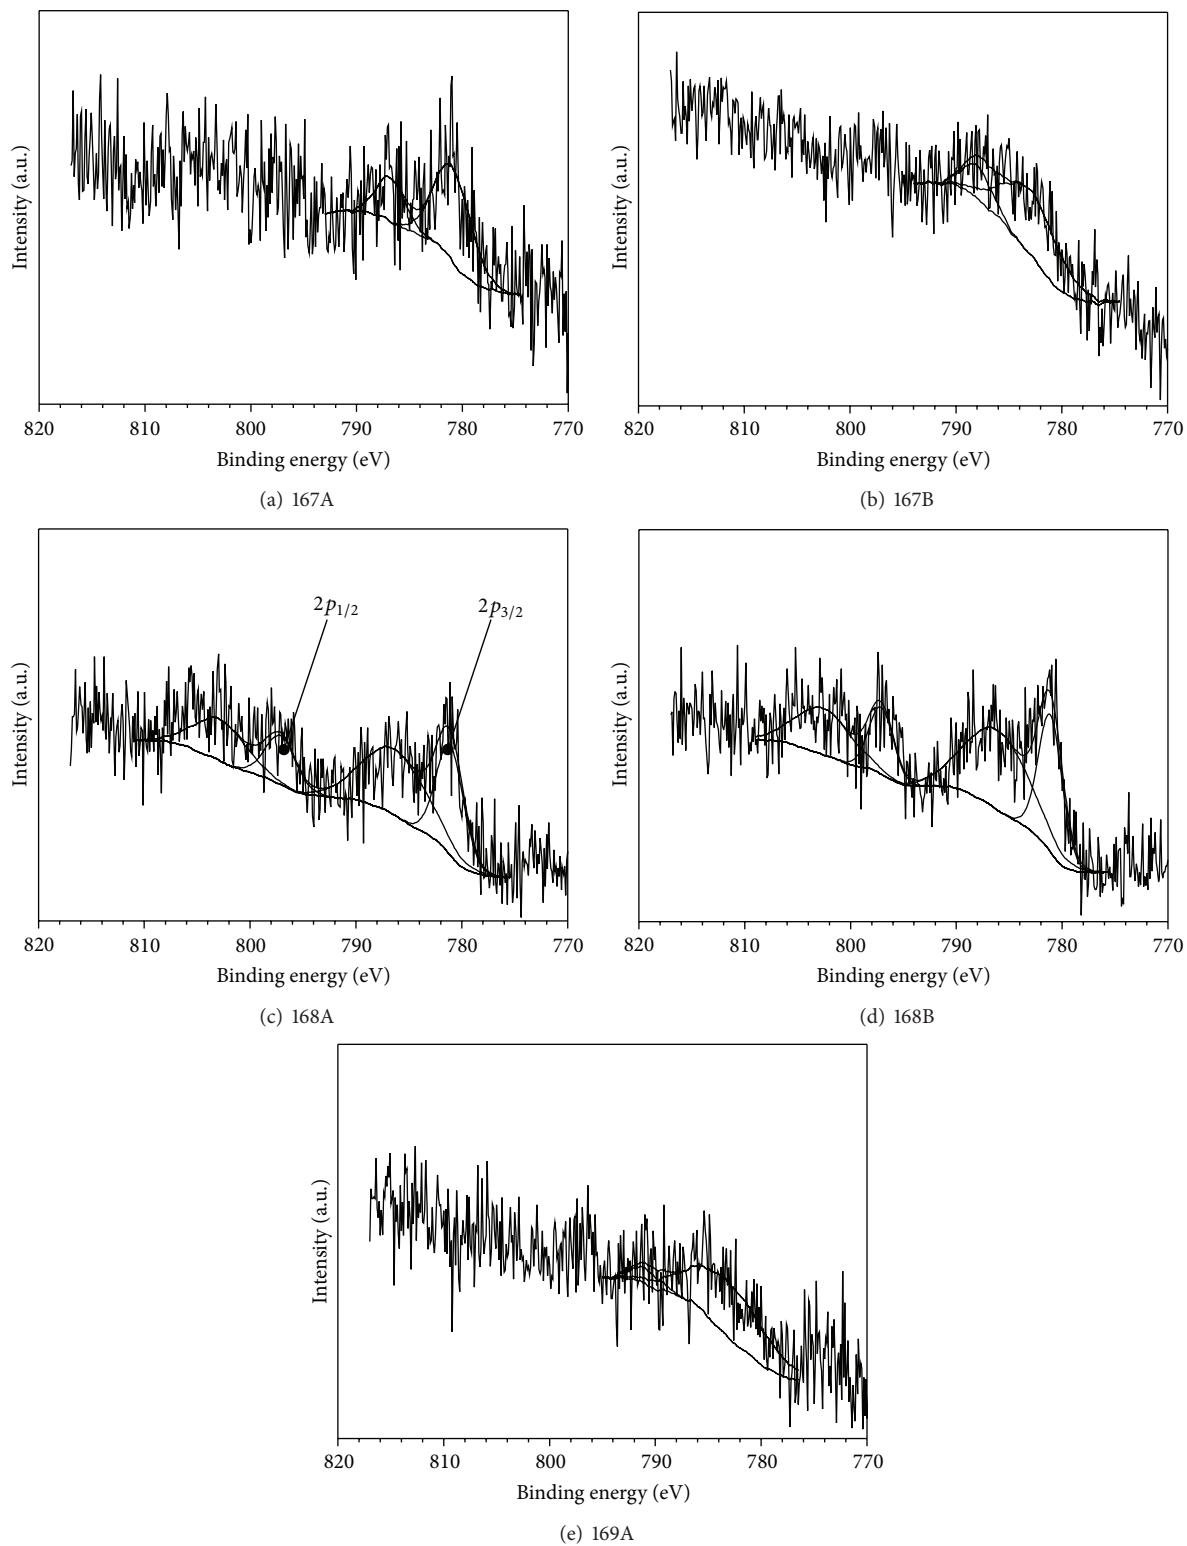 Intensity (a.u.)
820 810 800 790 780 770
Binding energy (eV)
(a) 167A
Intensity (a.u.)
820 810 800 790 780 770
Binding energy (eV)
(b) 167B
2p1/2 2p3/2
Intensity (a.u.)
820 810 800 790 780 770
Binding energy (eV)
(c) 168A
Intensity (a.u.)
820 810 800 790 780 770
Binding energy (eV)
(d) 168B
Intensity (a.u.)
820 810 800 790 780 770
Binding energy (eV)
(e) 169A